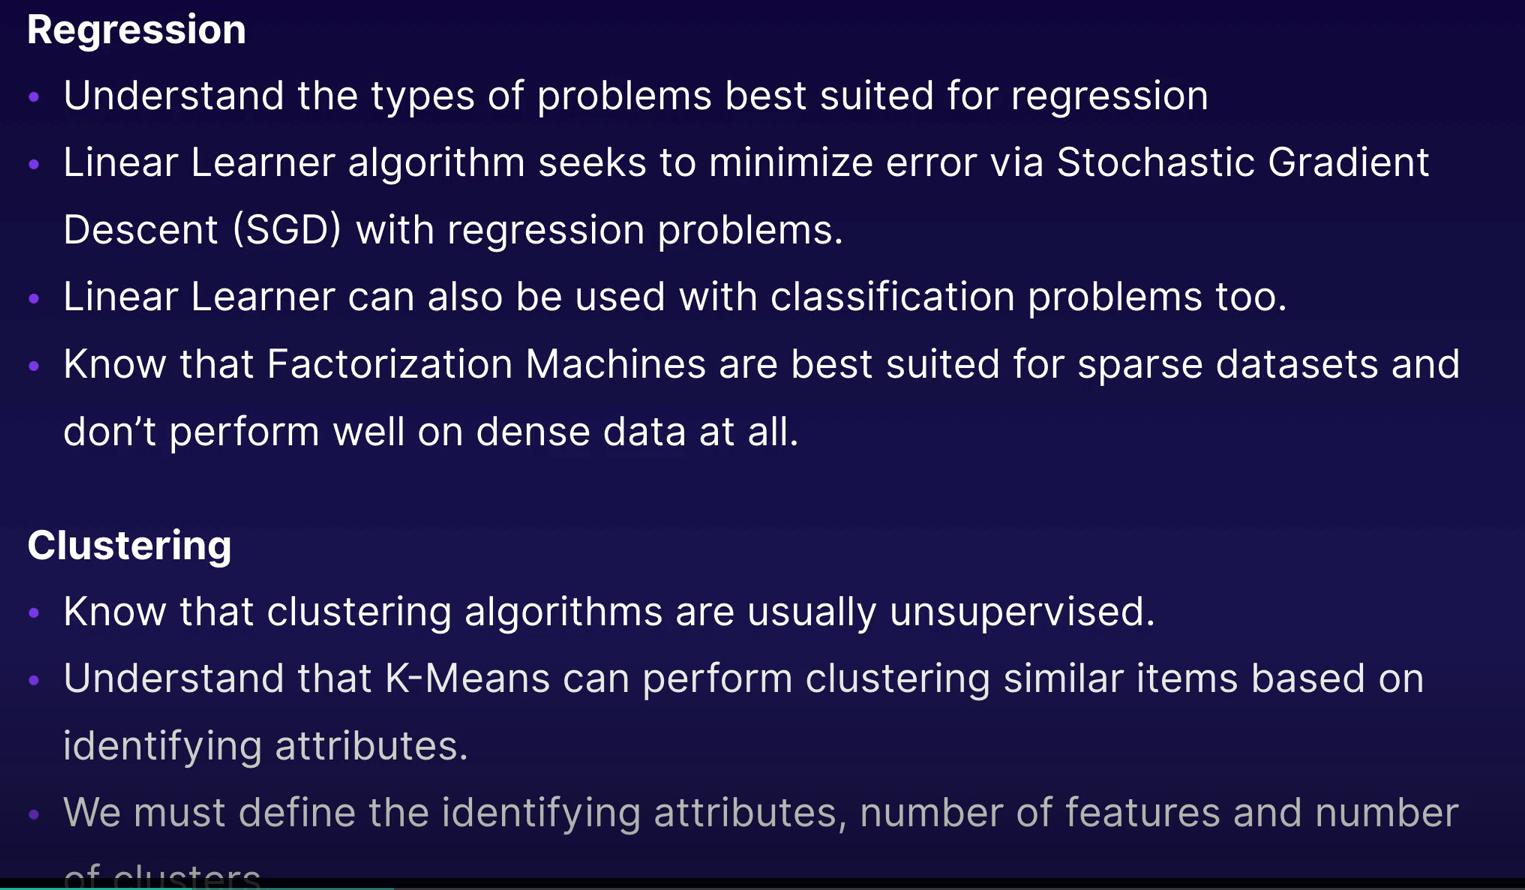 Regression
• Understand the types of problems best suited for regression
• Linear Learner algorithm seeks to minimize error via Stochastic Gradient
Descent (SGD) with regression problems.
• Linear Learner can also be used with classification problems too.
• Know that Factorization Machines are best suited for sparse datasets and
don’t perform well on dense data at all.
Clustering
• Know that clustering algorithms are usually unsupervised.
• Understand that K-Means can perform clustering similar items based on
identifying attributes.
• We must define the identifying attributes, number of features and number
of clusters